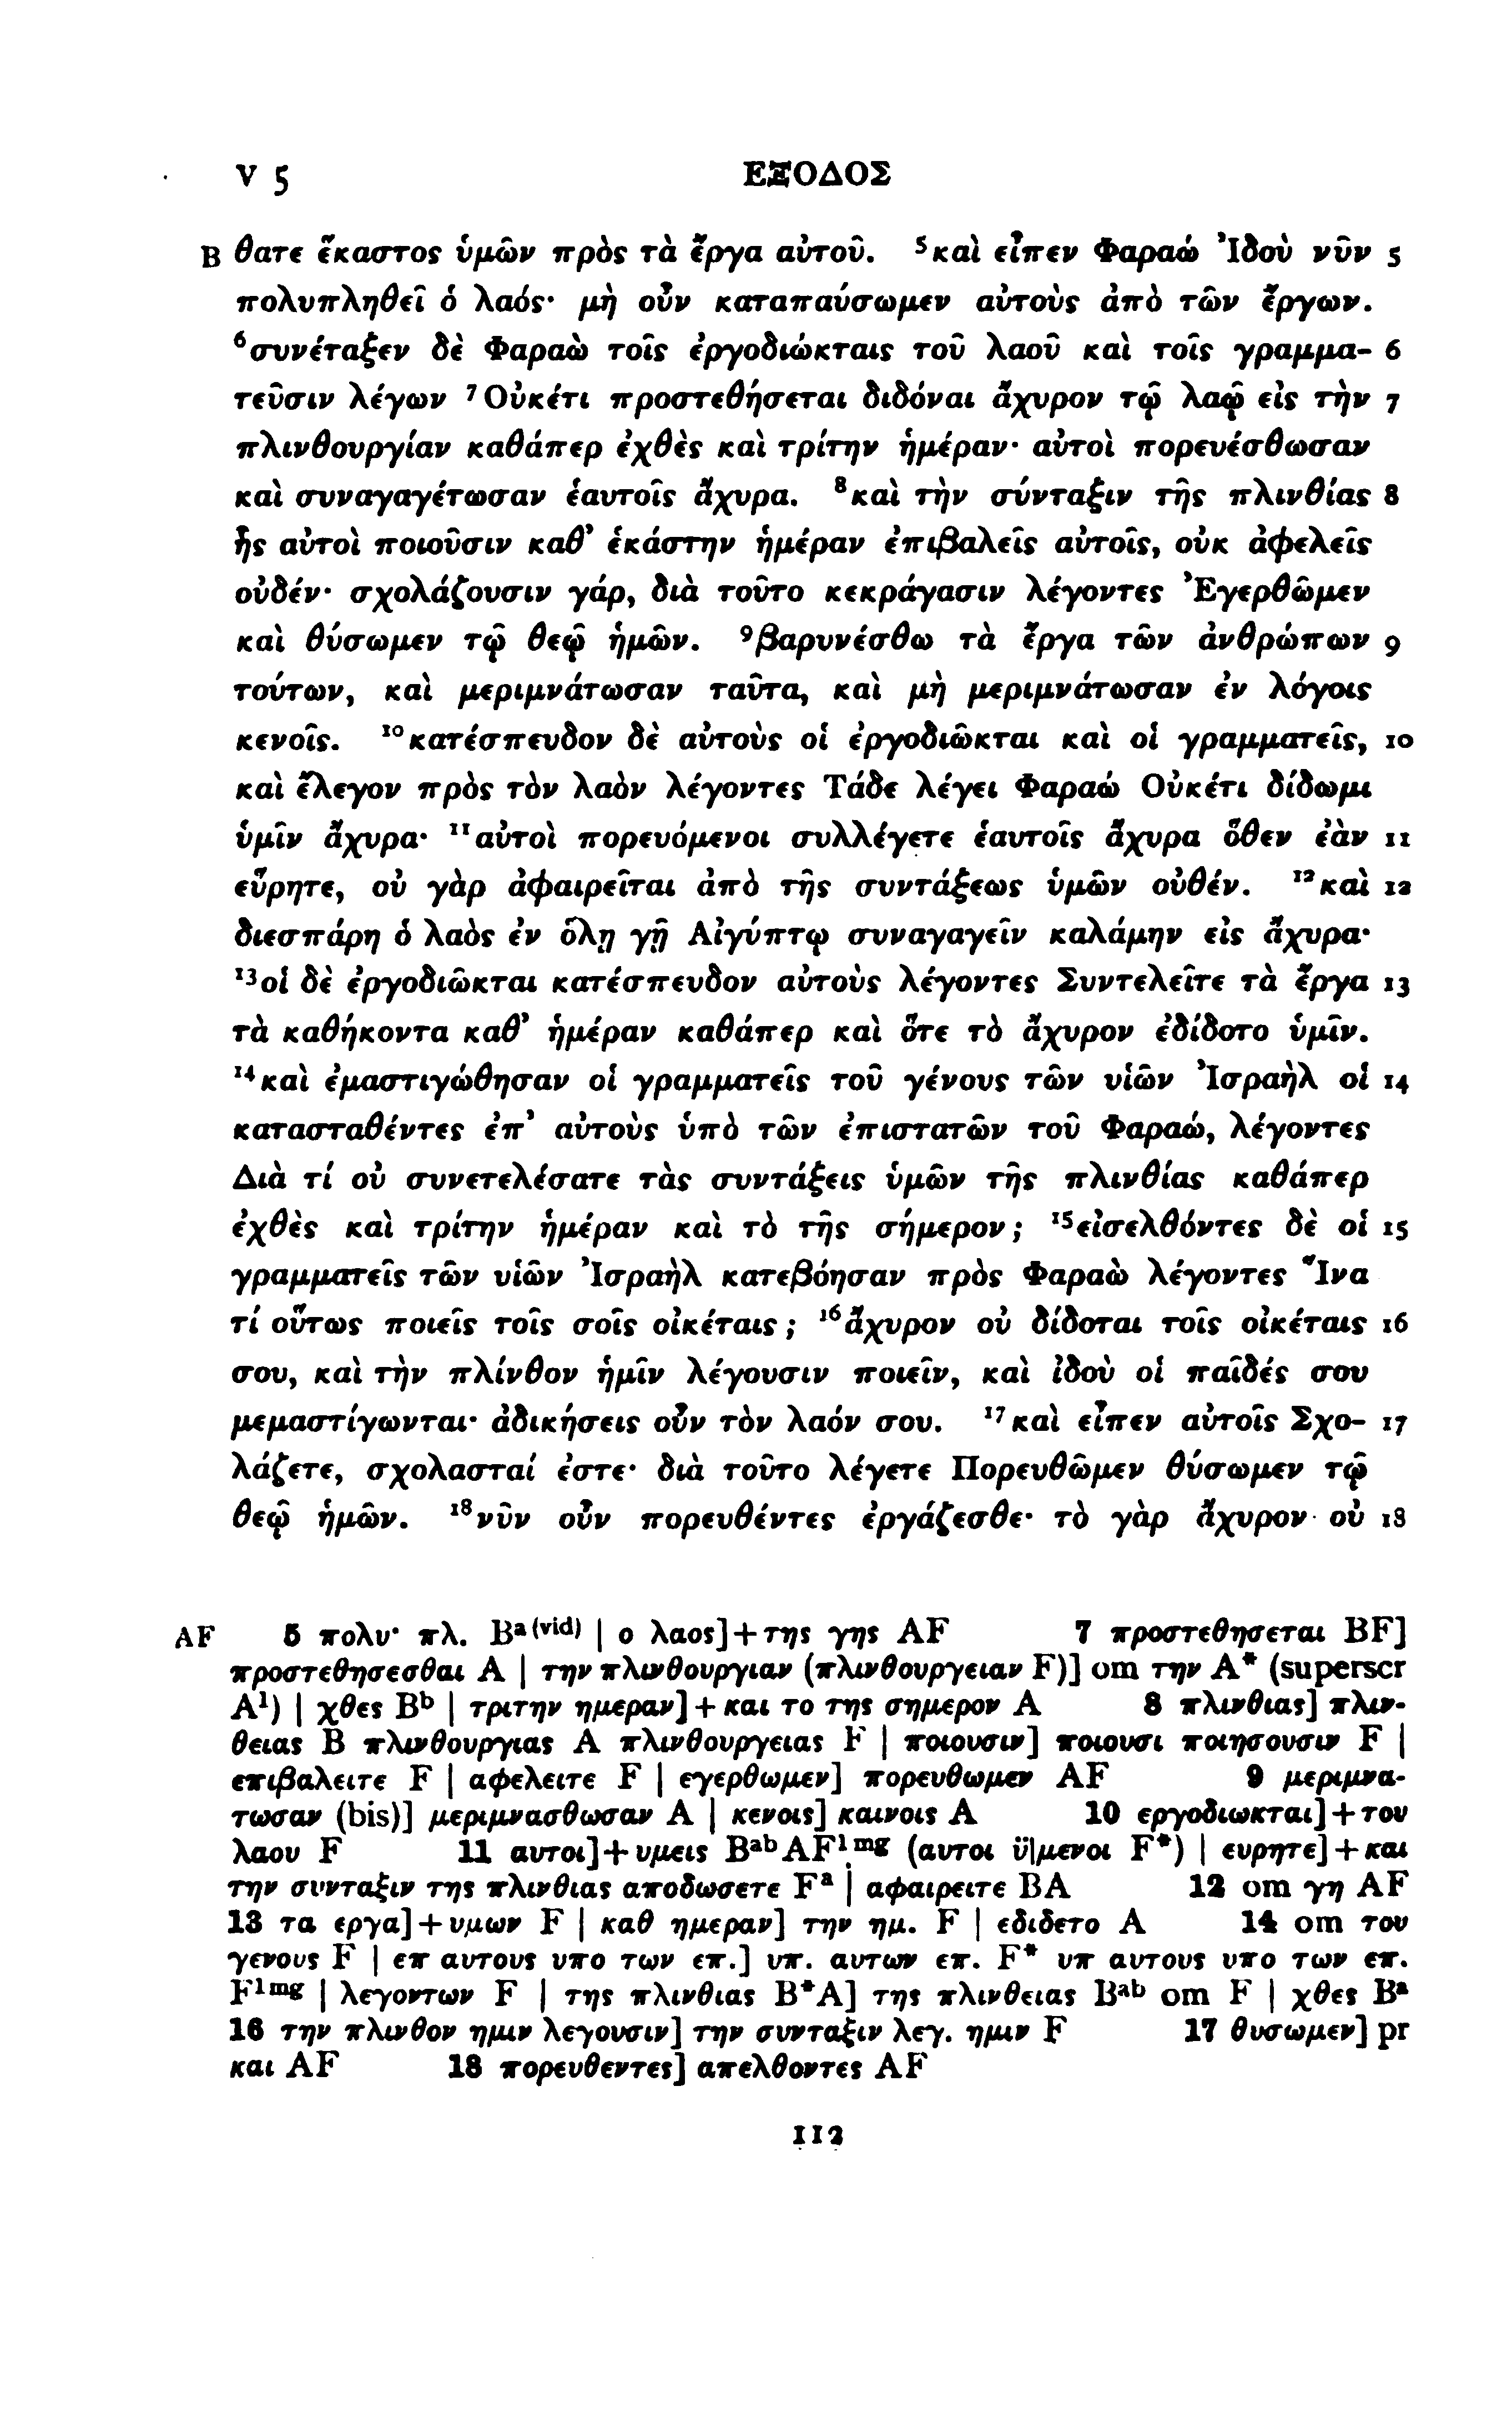 V 5 ΕΞΟΔΟΣ
B θατε ἕκαστος ὑμῶν πρὸς τὰ ἔργα αὐτοῦ. ⁵καὶ εἶπεν Φαραώ Ἰδοὺ νῦν 5
πολυπληθεῖ ὁ λαός· μὴ οὖν καταπαύσωμεν αὐτοὺς ἀπὸ τῶν ἔργων.
⁶συνέταξεν δὲ Φαραὼ τοῖς ἐργοδιώκταις τοῦ λαοῦ καὶ τοῖς γραμμα- 6
τεῦσιν λέγων ⁷Οὐκέτι προστεθήσεται διδόναι ἄχυρον τῷ λαῷ εἰς τὴν 7
πλινθουργίαν καθάπερ ἐχθὲς καὶ τρίτην ἡμέραν· αὐτοὶ πορευέσθωσαν
καὶ συναγαγέτωσαν ἑαυτοῖς ἄχυρα. ⁸καὶ τὴν σύνταξιν τῆς πλινθίας 8
ἧς αὐτοὶ ποιοῦσιν καθ’ ἑκάστην ἡμέραν ἐπιβαλεῖς αὐτοῖς, οὐκ ἀφελεῖς
οὐδέν· σχολάζουσιν γάρ, διὰ τοῦτο κεκράγασιν λέγοντες Ἐγερθῶμεν
καὶ θύσωμεν τῷ θεῷ ἡμῶν. ⁹βαρυνέσθω τὰ ἔργα τῶν ἀνθρώπων 9
τούτων, καὶ μεριμνάτωσαν ταῦτα, καὶ μὴ μεριμνάτωσαν ἐν λόγοις
κενοῖς. ¹⁰κατέσπευδον δὲ αὐτοὺς οἱ ἐργοδιῶκται καὶ οἱ γραμματεῖς, 10
καὶ ἔλεγον πρὸς τὸν λαὸν λέγοντες Τάδε λέγει Φαραώ Οὐκέτι δίδωμι
ὑμῖν ἄχυρα· ¹¹αὐτοὶ πορευόμενοι συλλέγετε ἑαυτοῖς ἄχυρα ὅθεν ἐὰν 11
εὕρητε, οὐ γὰρ ἀφαιρεῖται ἀπὸ τῆς συντάξεως ὑμῶν οὐθέν. ¹²καὶ 12
διεσπάρη ὁ λαὸς ἐν ὅλῃ γῇ Αἰγύπτῳ συναγαγεῖν καλάμην εἰς ἄχυρα·
¹³οἱ δὲ ἐργοδιῶκται κατέσπευδον αὐτοὺς λέγοντες Συντελεῖτε τὰ ἔργα 13
τὰ καθήκοντα καθ’ ἡμέραν καθάπερ καὶ ὅτε τὸ ἄχυρον ἐδίδοτο ὑμῖν.
¹⁴καὶ ἐμαστιγώθησαν οἱ γραμματεῖς τοῦ γένους τῶν υἱῶν Ἰσραὴλ οἱ 14
κατασταθέντες ἐπ’ αὐτοὺς ὑπὸ τῶν ἐπιστατῶν τοῦ Φαραώ, λέγοντες
Διὰ τί οὐ συνετελέσατε τὰς συντάξεις ὑμῶν τῆς πλινθίας καθάπερ
ἐχθὲς καὶ τρίτην ἡμέραν καὶ τὸ τῆς σήμερον; ¹⁵εἰσελθόντες δὲ οἱ 15
γραμματεῖς τῶν υἱῶν Ἰσραὴλ κατεβόησαν πρὸς Φαραὼ λέγοντες Ἵνα
τί οὕτως ποιεῖς τοῖς σοῖς οἰκέταις; ¹⁶ἄχυρον οὐ δίδοται τοῖς οἰκέταις 16
σου, καὶ τὴν πλίνθον ἡμῖν λέγουσιν ποιεῖν, καὶ ἰδοὺ οἱ παῖδές σου
μεμαστίγωνται· ἀδικήσεις οὖν τὸν λαόν σου. ¹⁷καὶ εἶπεν αὐτοῖς Σχο- 17
λάζετε, σχολασταί ἐστε· διὰ τοῦτο λέγετε Πορευθῶμεν θύσωμεν τῷ
θεῷ ἡμῶν. ¹⁸νῦν οὖν πορευθέντες ἐργάζεσθε· τὸ γὰρ ἄχυρον οὐ 18
AF 5 πολυ· πλ. Bᵃ⁽ᵛⁱᵈ⁾ | ο λαος]+της γης AF 7 προστεθησεται BF]
προστεθησεσθαι A | την πλινθουργιαν (πλινθουργειαν F)] om την A* (superscr
A¹) | χθες Bᵇ | τριτην ημεραν]+και το της σημερον A 8 πλινθιας] πλιν-
θειας B πλινθουργιας A πλινθουργειας F | ποιουσιν] ποιουσι ποιησουσιν F |
επιβαλειτε F | αφελειτε F | εγερθωμεν] πορευθωμεν AF 9 μεριμνα-
τωσαν (bis)] μεριμνασθωσαν A | κενοις] καινοις A 10 εργοδιωκται]+του
λαου F 11 αυτοι]+υμεις Bᵃᵇ AF¹ᵐᵍ (αυτοι ϋ|μενοι F*) | ευρητε]+και
την συνταξιν της πλινθιας αποδωσετε Fᵃ | αφαιρειτε BA 12 om γη AF
13 τα εργα]+υμων F | καθ ημεραν] την ημ. F | εδιδετο A 14 om του
γενους F | επ αυτους υπο των επ.] υπ. αυτων επ. F* υπ αυτους υπο των επ.
F¹ᵐᵍ | λεγοντων F | της πλινθιας B*A] της πλινθειας Bᵃᵇ om F | χθες Bᵃ
16 την πλινθον ημιν λεγουσιν] την συνταξιν λεγ. ημιν F 17 θυσωμεν] pr
και AF 18 πορευθεντες] απελθοντες AF
112